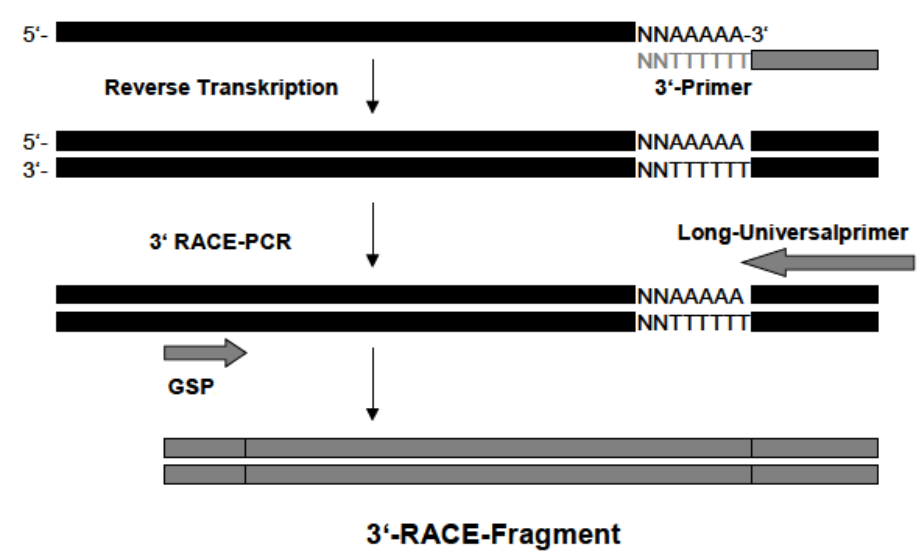 5‘- NNAAAAA-3‘
NNTTTTTT
Reverse Transkription 3‘-Primer
5‘- NNAAAAA
3‘- NNTTTTTT
3‘ RACE-PCR Long-Universalprimer
NNAAAAA
NNTTTTTT
GSP
3‘-RACE-Fragment